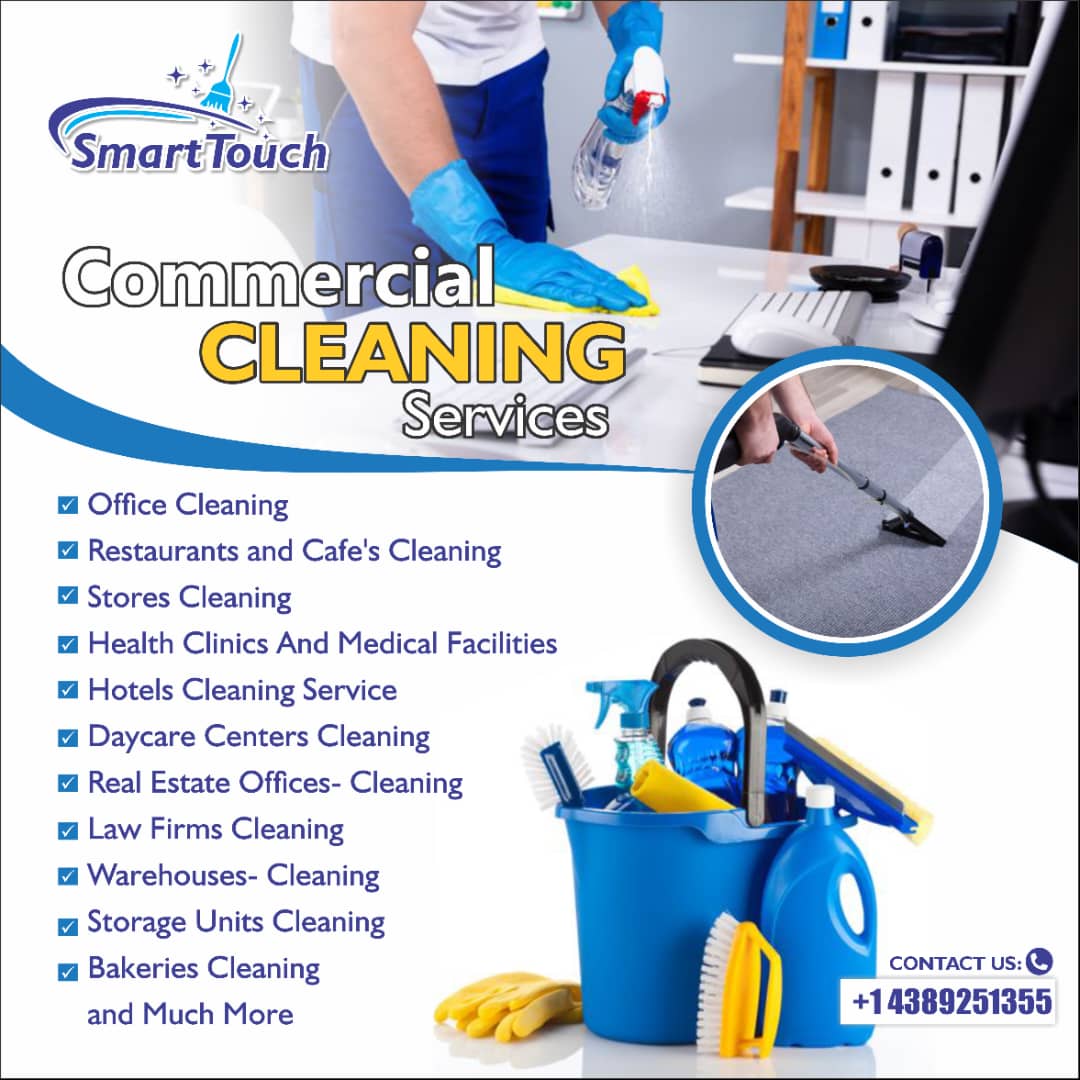 SmartTouch
Commercial
CLEANING
Services
Office Cleaning
Restaurants and Cafe's Cleaning
Stores Cleaning
Health Clinics And Medical Facilities
Hotels Cleaning Service
Daycare Centers Cleaning
Real Estate Offices- Cleaning
Law Firms Cleaning
Warehouses- Cleaning
Storage Units Cleaning
Bakeries Cleaning
and Much More
CONTACT US:
+1 4389251355